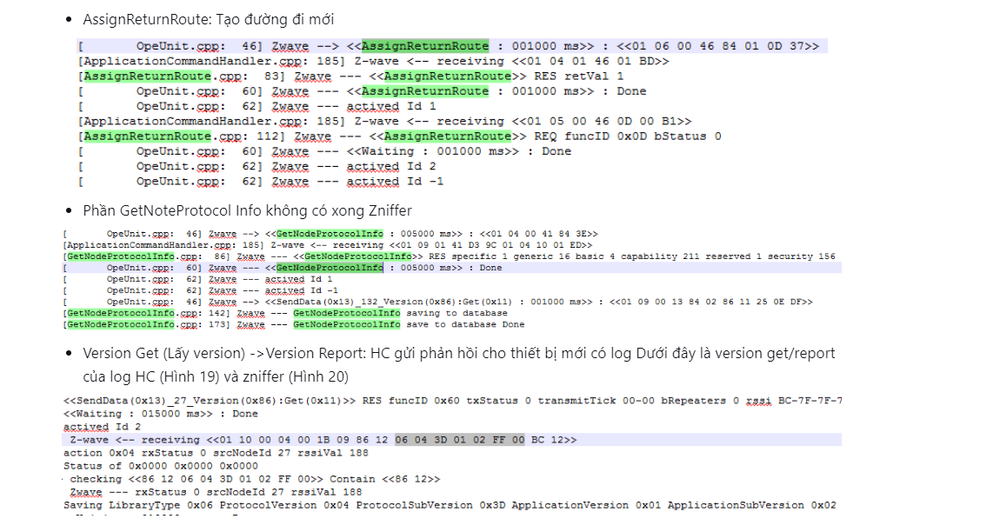 • AssignReturnRoute: Tạo đường đi mới
[ OpeUnit.cpp: 46] Zwave --> <<AssignReturnRoute : 001000 ms>> : <<01 06 00 46 84 01 0D 37>>
[ApplicationCommandHandler.cpp: 185] Z-wave <-- receiving <<01 04 01 46 01 BD>>
[AssignReturnRoute.cpp: 83] Zwave --- <<AssignReturnRoute>> RES retVal 1
[ OpeUnit.cpp: 60] Zwave --- <<AssignReturnRoute : 001000 ms>> : Done
[ OpeUnit.cpp: 62] Zwave --- actived Id 1
[ApplicationCommandHandler.cpp: 185] Z-wave <-- receiving <<01 05 00 46 0D 00 B1>>
[AssignReturnRoute.cpp: 112] Zwave --- <<AssignReturnRoute>> REQ funcID 0x0D bStatus 0
[ OpeUnit.cpp: 60] Zwave --- <<Waiting : 001000 ms>> : Done
[ OpeUnit.cpp: 62] Zwave --- actived Id 2
[ OpeUnit.cpp: 62] Zwave --- actived Id -1
• Phần GetNoteProtocol Info không có xong Zniffer
[ OpeUnit.cpp: 46] Zwave --> <<GetNodeProtocolInfo : 005000 ms>> : <<01 04 00 41 84 3E>>
[ApplicationCommandHandler.cpp: 185] Z-wave <-- receiving <<01 09 01 41 D3 9C 01 04 10 01 ED>>
[GetNodeProtocolInfo.cpp: 86] Zwave --- <<GetNodeProtocolInfo>> RES specific 1 generic 16 basic 4 capability 211 reserved 1 security 156
[ OpeUnit.cpp: 60] Zwave --- <<GetNodeProtocolInfo : 005000 ms>> : Done
[ OpeUnit.cpp: 62] Zwave --- actived Id 1
[ OpeUnit.cpp: 62] Zwave --- actived Id -1
[ OpeUnit.cpp: 46] Zwave --> <<SendData(0x13)_132_Version(0x86):Get(0x11) : 001000 ms>> : <<01 09 00 13 84 02 86 11 25 0E DF>>
[GetNodeProtocolInfo.cpp: 142] Zwave --- GetNodeProtocolInfo saving to database
[GetNodeProtocolInfo.cpp: 173] Zwave --- GetNodeProtocolInfo save to database Done
• Version Get (Lấy version) ->Version Report: HC gửi phản hồi cho thiết bị mới có log Dưới đây là version get/report
của log HC (Hình 19) và zniffer (Hình 20)
<<SendData(0x13)_27_Version(0x86):Get(0x11)>> RES funcID 0x60 txStatus 0 transmitTick 00-00 bRepeaters 0 rssi BC-7F-7F-7
<<Waiting : 015000 ms>> : Done
actived Id 2
Z-wave <-- receiving <<01 10 00 04 00 1B 09 86 12 06 04 3D 01 02 FF 00 BC 12>>
action 0x04 rxStatus 0 srcNodeId 27 rssiVal 188
Status of 0x0000 0x0000 0x0000
checking <<86 12 06 04 3D 01 02 FF 00>> Contain <<86 12>>
Zwave --- rxStatus 0 srcNodeId 27 rssiVal 188
Saving LibraryType 0x06 ProtocolVersion 0x04 ProtocolSubVersion 0x3D ApplicationVersion 0x01 ApplicationSubVersion 0x02